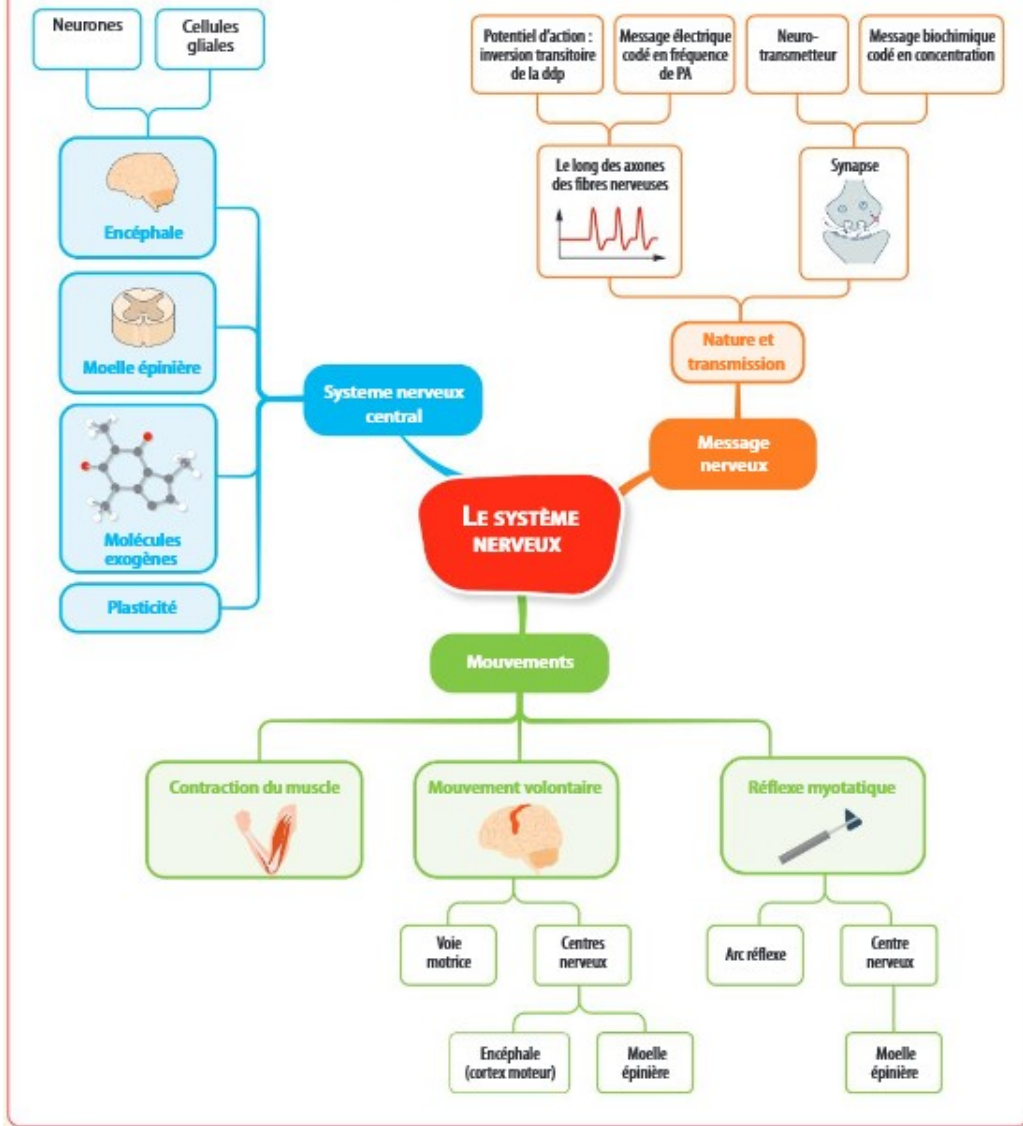 Neurones
Cellules
gliales
Encéphale
Moelle épinière
Molécules
exogènes
Plasticité
Systeme nerveux
central
Potentiel d'action :
inversion transitoire
de la ddp
Message électrique
codé en fréquence
de PA
Neuro-
transmetteur
Message biochimique
codé en concentration
Le long des axones
des fibres nerveuses
Synapse
Nature et
transmission
Message
nerveux
LE SYSTÈME
NERVEUX
Mouvements
Contraction du muscle
Mouvement volontaire
Réflexe myotatique
Voie
motrice
Centres
nerveux
Arc réflexe
Centre
nerveux
Encéphale
(cortex moteur)
Moelle
épinière
Moelle
épinière